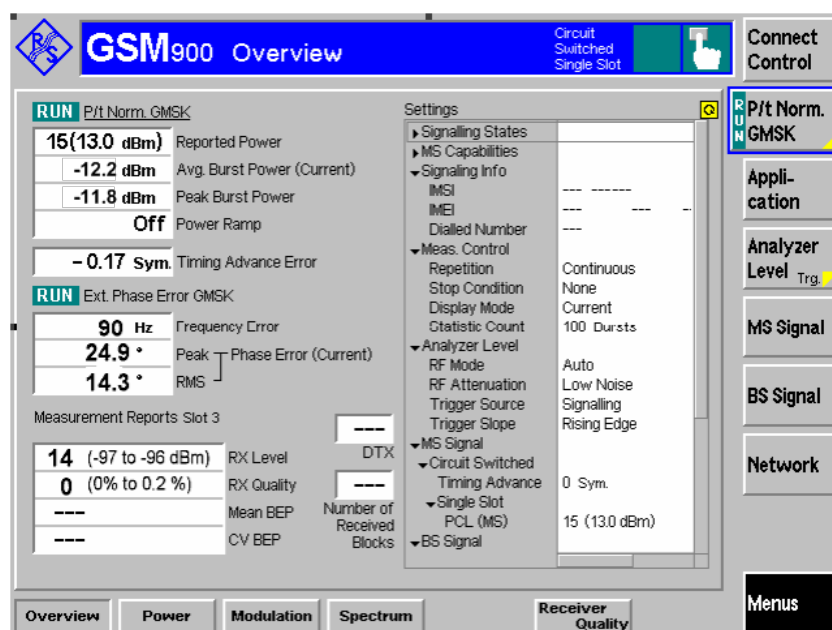 R&S
GSM900 Overview
Circuit
Switched
Single Slot
Connect
Control
RUN P/t Norm. GMSK
15(13.0 dBm) Reported Power
-12.2 dBm Avg. Burst Power (Current)
-11.8 dBm Peak Burst Power
Off Power Ramp
-0.17 Sym. Timing Advance Error
RUN Ext. Phase Error GMSK
90 Hz Frequency Error
24.9 ° Peak Phase Error (Current)
14.3 ° RMS
Measurement Reports Slot 3
14 (-97 to -96 dBm) RX Level
0 (0% to 0.2 %) RX Quality
--- Mean BEP
--- CV BEP
---
DTX
---
Number of
Received
Blocks
Settings
Signalling States
MS Capabilities
Signaling Info
IMSI --- ------
IMEI --- --- -
Dialled Number ---
Meas. Control
Repetition Continuous
Stop Condition None
Display Mode Current
Statistic Count 100 Bursts
Analyzer Level
RF Mode Auto
RF Attenuation Low Noise
Trigger Source Signalling
Trigger Slope Rising Edge
MS Signal
Circuit Switched
Timing Advance 0 Sym.
Single Slot
PCL (MS) 15 (13.0 dBm)
BS Signal
RUN
P/t Norm.
GMSK
Appli-
cation
Analyzer
Level Trg.
MS Signal
BS Signal
Network
Menus
Overview
Power
Modulation
Spectrum
Receiver
Quality